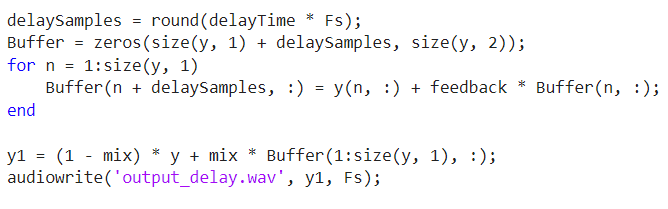 delaySamples = round(delayTime * Fs);
Buffer = zeros(size(y, 1) + delaySamples, size(y, 2));
for n = 1:size(y, 1)
    Buffer(n + delaySamples, :) = y(n, :) + feedback * Buffer(n, :);
end

y1 = (1 - mix) * y + mix * Buffer(1:size(y, 1), :);
audiowrite('output_delay.wav', y1, Fs);